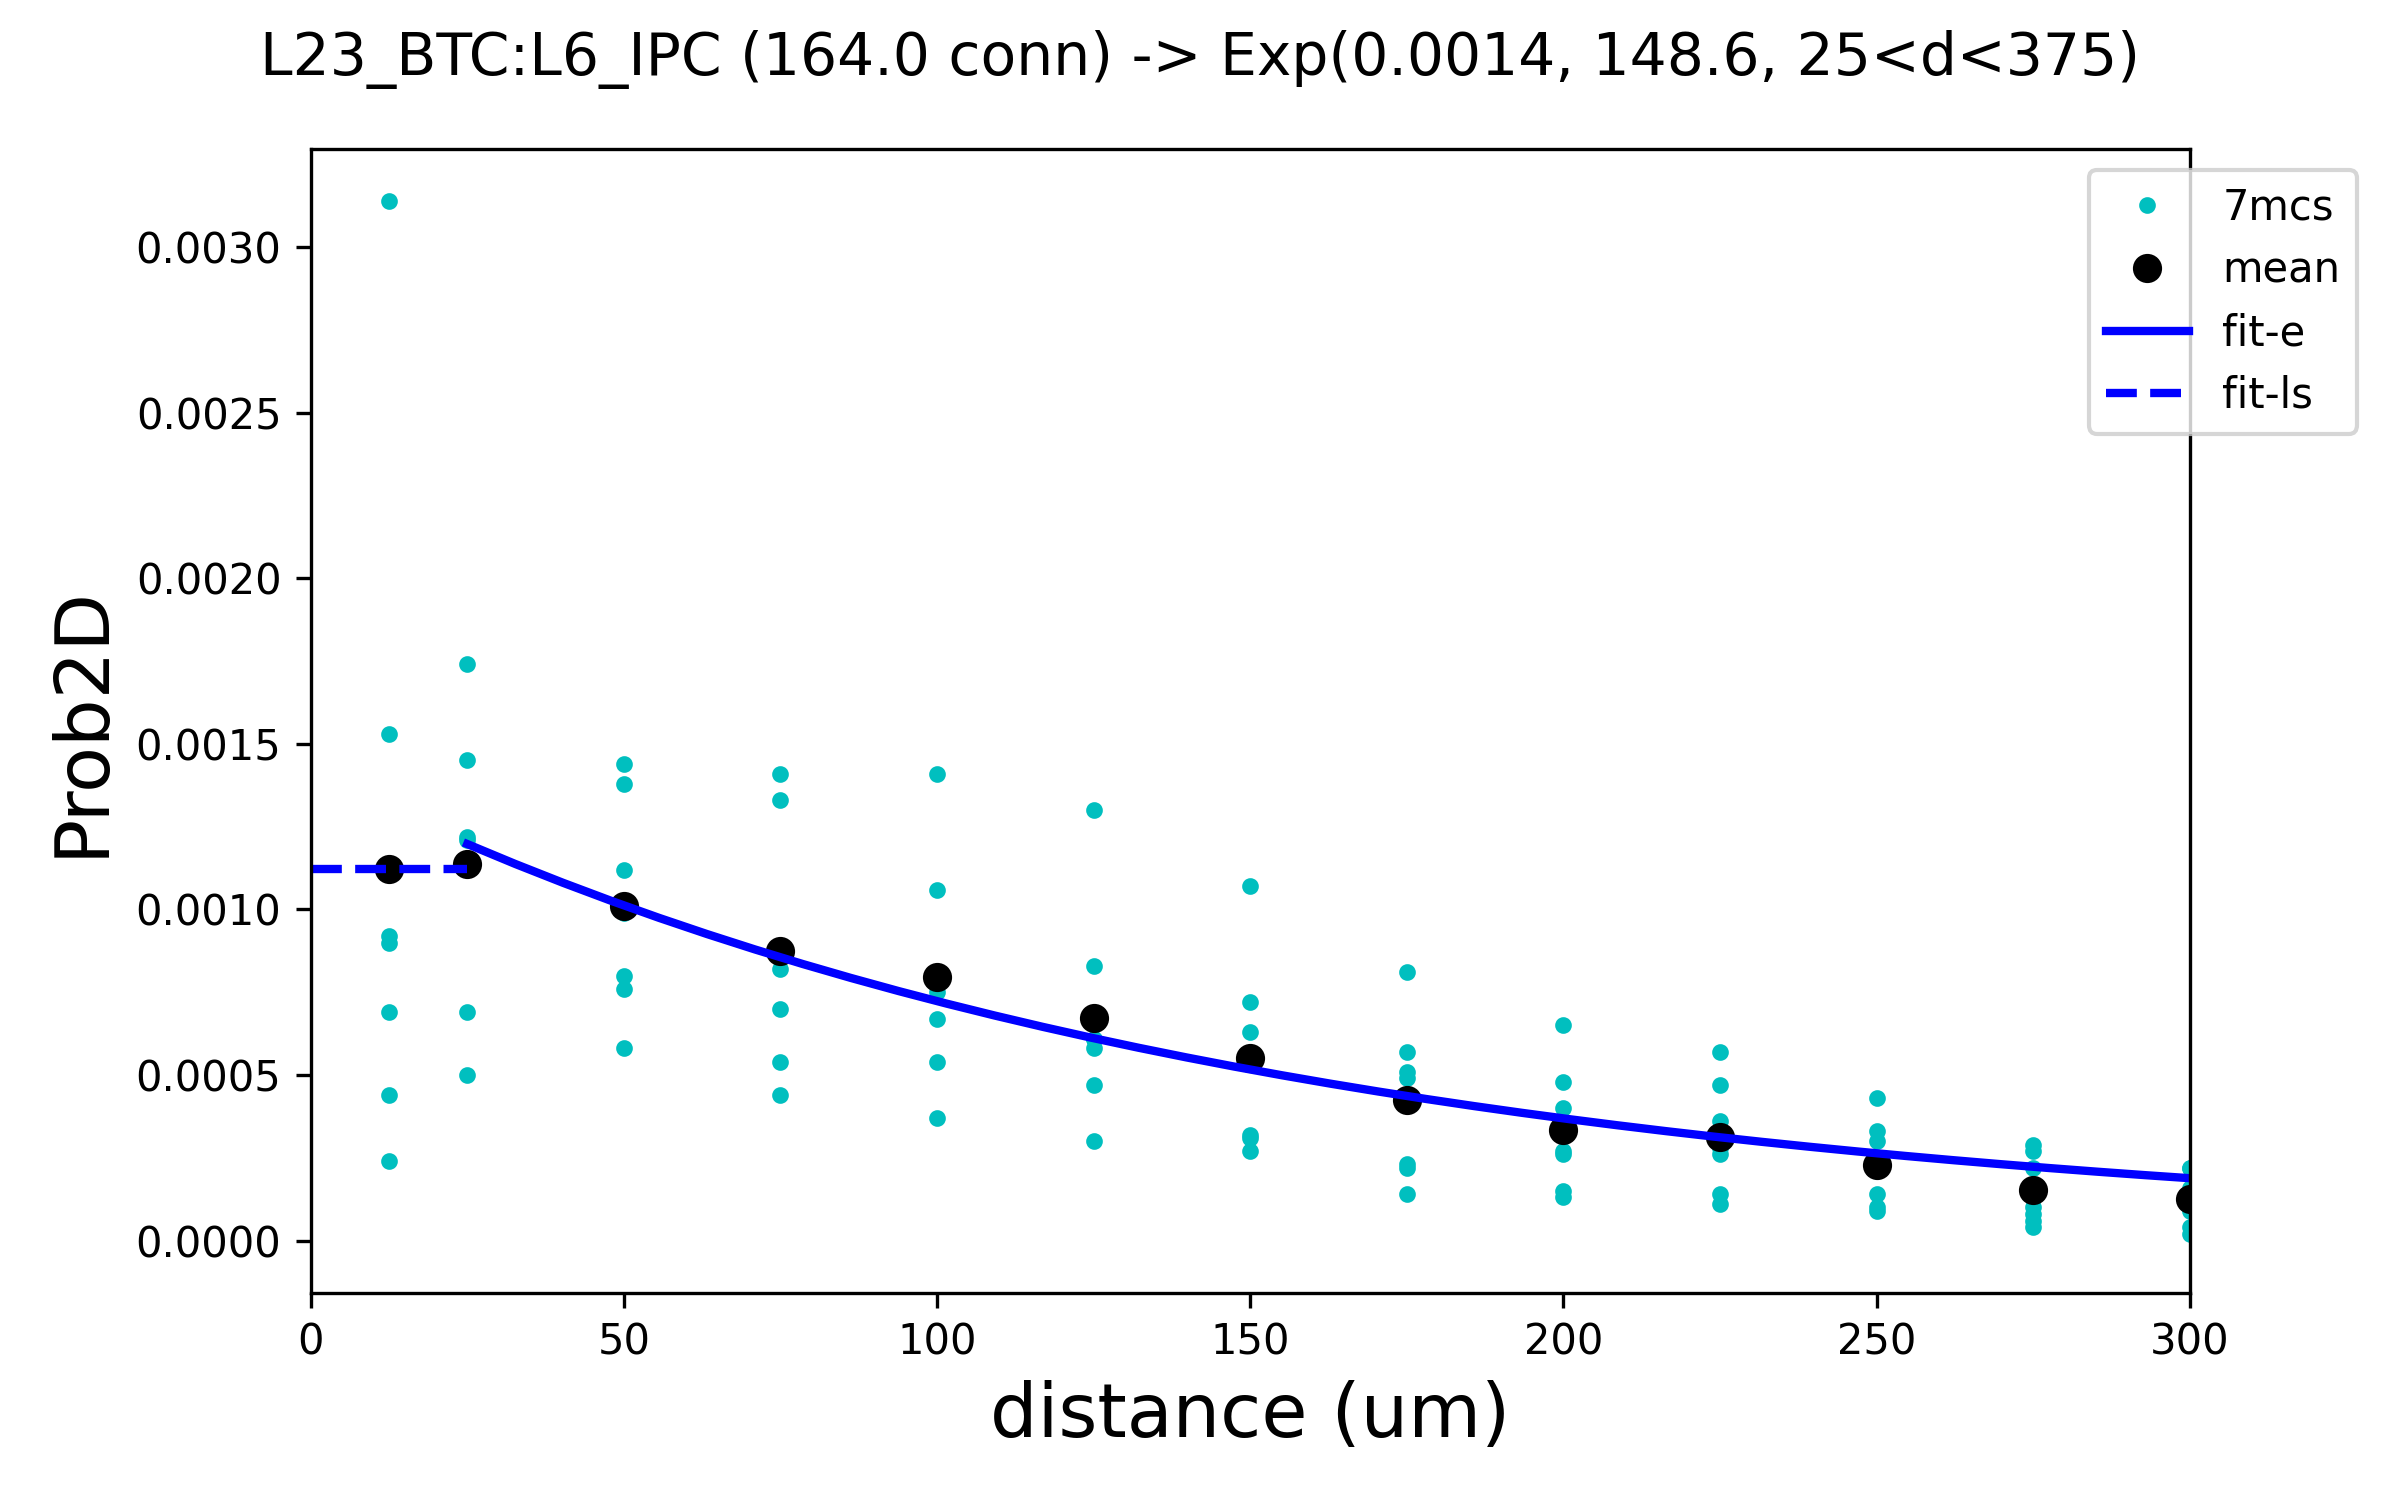 L23_BTC:L6_IPC (164.0 conn) -> Exp(0.0014, 148.6, 25<d<375)
7mcs
mean
fit-e
fit-ls
0.0030
0.0025
0.0020
0.0015
0.0010
0.0005
0.0000
Prob2D
0 50 100 150 200 250 300
distance (um)